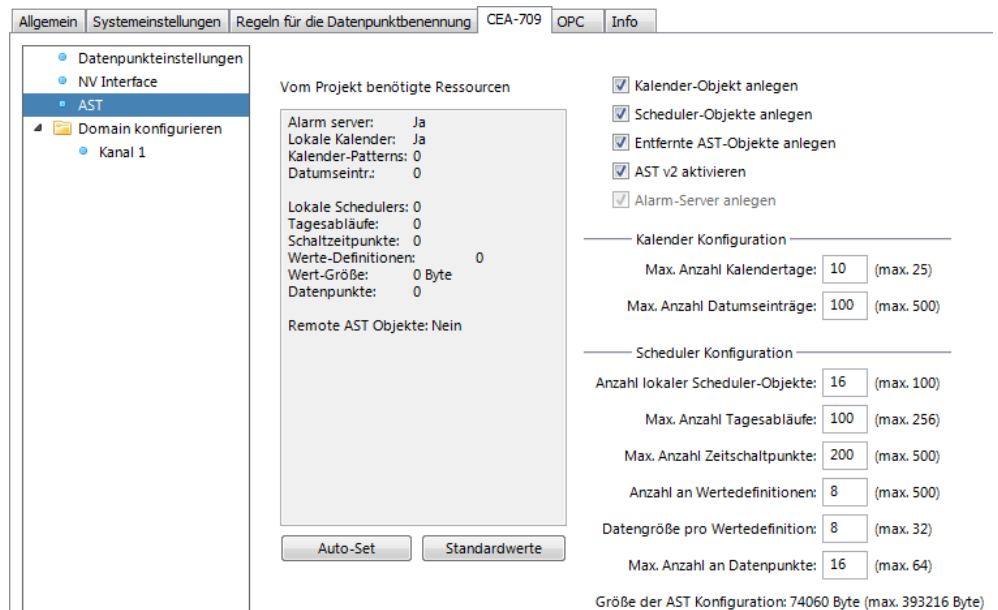 Allgemein Systemeinstellungen Regeln für die Datenpunktbenennung CEA-709 OPC Info
Datenpunkteinstellungen
NV Interface
AST
Domain konfigurieren
Kanal 1
Vom Projekt benötigte Ressourcen
Alarm server: Ja
Lokale Kalender: Ja
Kalender-Patterns: 0
Datumseintr.: 0
Lokale Schedulers: 0
Tagesabläufe: 0
Schaltzeitpunkte: 0
Werte-Definitionen: 0
Wert-Größe: 0 Byte
Datenpunkte: 0
Remote AST Objekte: Nein
Auto-Set Standardwerte
Kalender-Objekt anlegen
Scheduler-Objekte anlegen
Entfernte AST-Objekte anlegen
AST v2 aktivieren
Alarm-Server anlegen
Kalender Konfiguration
Max. Anzahl Kalendertage: 10 (max. 25)
Max. Anzahl Datumseinträge: 100 (max. 500)
Scheduler Konfiguration
Anzahl lokaler Scheduler-Objekte: 16 (max. 100)
Max. Anzahl Tagesabläufe: 100 (max. 256)
Max. Anzahl Zeitschaltpunkte: 200 (max. 500)
Anzahl an Wertedefinitionen: 8 (max. 500)
Datengröße pro Wertedefinition: 8 (max. 32)
Max. Anzahl an Datenpunkte: 16 (max. 64)
Größe der AST Konfiguration: 74060 Byte (max. 393216 Byte)